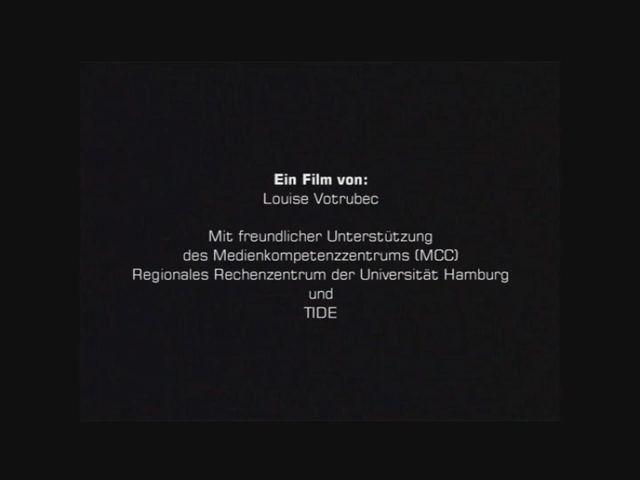 Ein Film von:
Louise Votrubec
Mit freundlicher Unterstützung
des Medienkompetenzzentrums (MCC)
Regionales Rechenzentrum der Universität Hamburg
und
TIDE